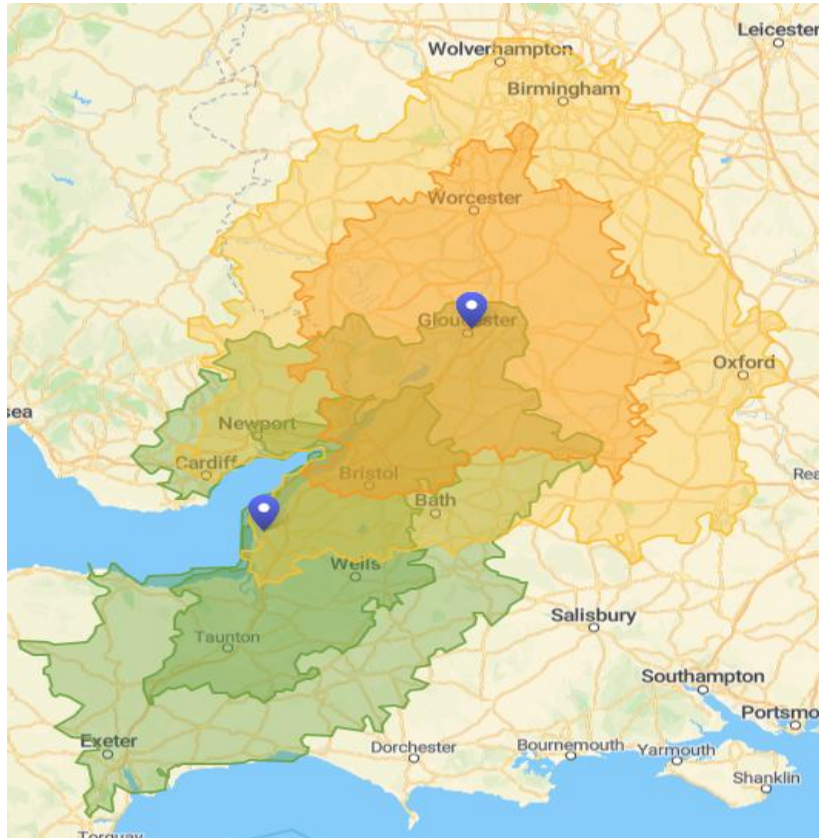 Leicester
Wolverhampton
Birmingham
Worcester
Gloucester
Oxford
sea
Newport
Cardiff
Bristol
Rea
Bath
Wells
Salisbury
Taunton
Southampton
Portsmo
Exeter
Dorchester
Bournemouth
Yarmouth
Shanklin
Torquay